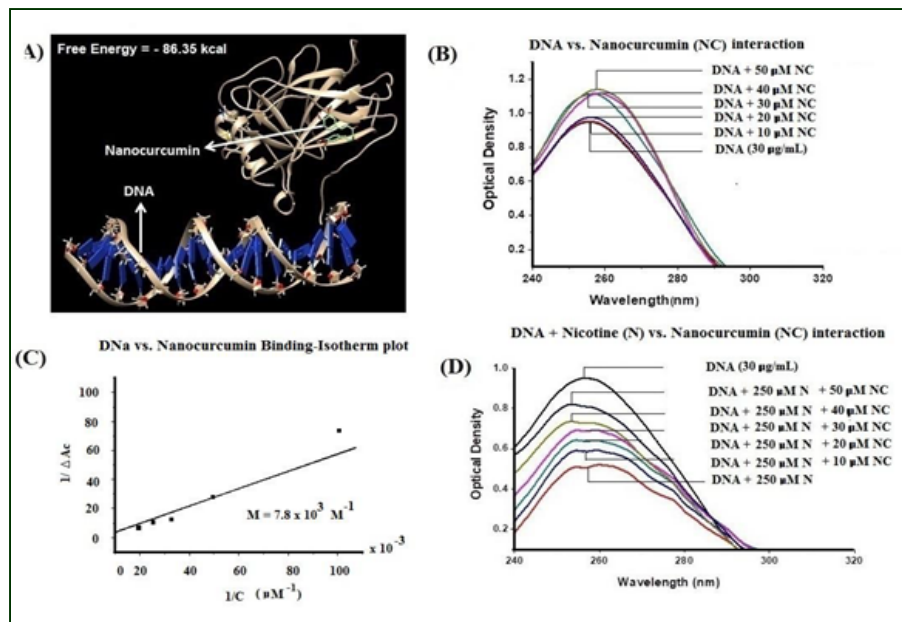 A)
Free Energy = - 86.35 kcal
Nanocurcumin
DNA
(B)
DNA vs. Nanocurcumin (NC) interaction
DNA + 50 µM NC
DNA + 40 µM NC
DNA + 30 µM NC
DNA + 20 µM NC
DNA + 10 µM NC
DNA (30 µg/mL)
Optical Density
1.2
1.0
0.8
0.6
0.4
0.2
240 260 280 300 320
Wavelength(nm)
(C)
DNa vs. Nanocurcumin Binding-Isotherm plot
1/ △Ac
100
80
60
40
20
0
M = 7.8 x 10³ M⁻¹
x 10⁻³
0 20 40 60 80 100
1/C ( µM⁻¹)
DNA + Nicotine (N) vs. Nanocurcumin (NC) interaction
(D)
DNA (30 µg/mL)
DNA + 250 µM N + 50 µM NC
DNA + 250 µM N + 40 µM NC
DNA + 250 µM N + 30 µM NC
DNA + 250 µM N + 20 µM NC
DNA + 250 µM N + 10 µM NC
DNA + 250 µM N
Optical Density
1.0
0.8
0.6
0.4
0.2
240 260 280 300 320
Wavelength (nm)